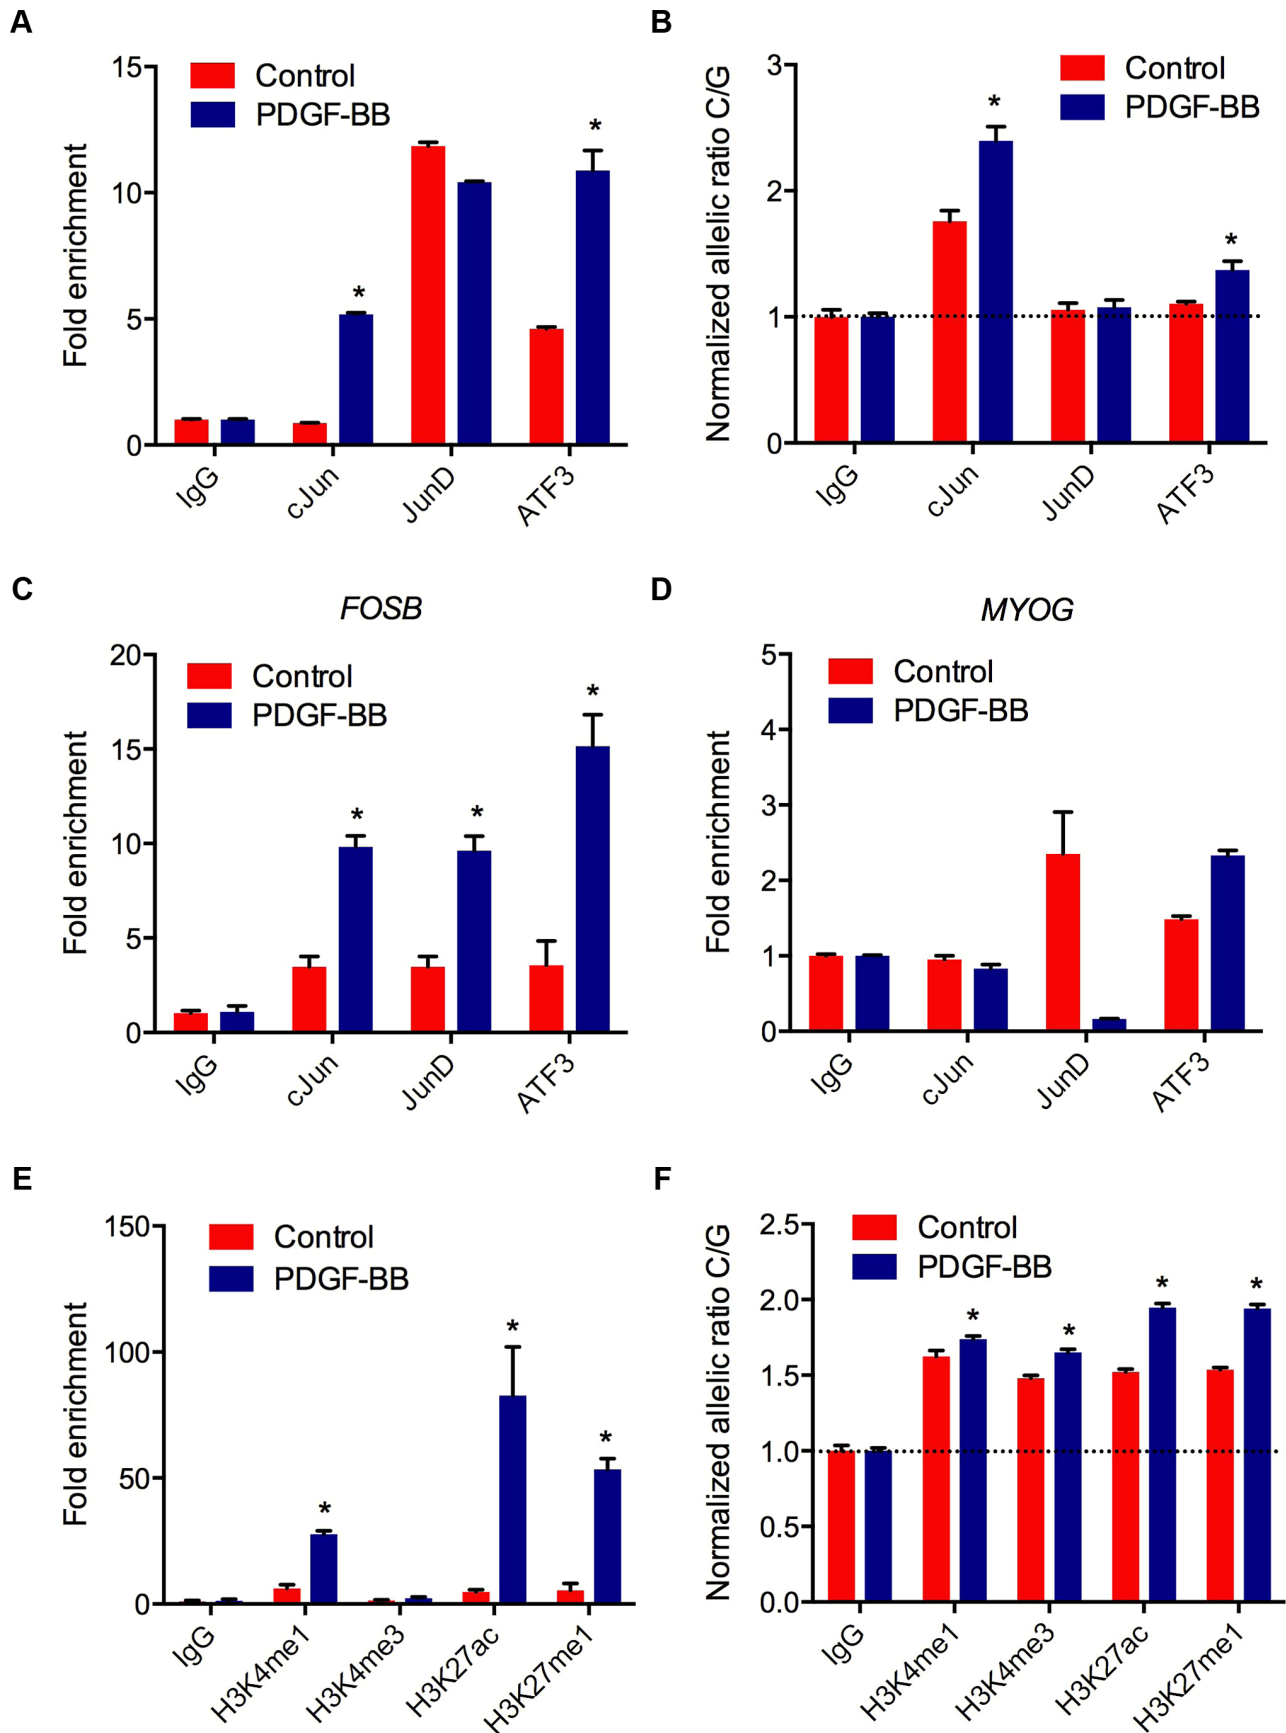 A
Control
PDGF-BB
Fold enrichment
15
10
5
0
*
*
IgG
cJun
JunD
ATF3
B
Control
PDGF-BB
Normalized allelic ratio C/G
3
2
1
0
*
*
IgG
cJun
JunD
ATF3
C
FOSB
Control
PDGF-BB
Fold enrichment
20
15
10
5
0
*
*
*
IgG
cJun
JunD
ATF3
D
MYOG
Control
PDGF-BB
Fold enrichment
5
4
3
2
1
0
IgG
cJun
JunD
ATF3
E
Control
PDGF-BB
Fold enrichment
150
100
50
0
*
*
*
IgG
H3K4me1
H3K4me3
H3K27ac
H3K27me1
F
Control
PDGF-BB
Normalized allelic ratio C/G
2.5
2.0
1.5
1.0
0.5
0.0
*
*
*
*
IgG
H3K4me1
H3K4me3
H3K27ac
H3K27me1